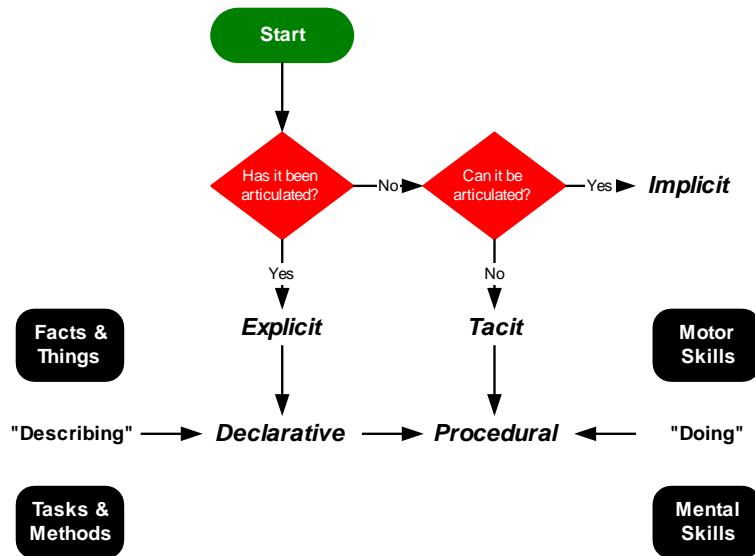 Start
Has it been
articulated?
No
Can it be
articulated?
Yes
Implicit
Yes
No
Facts &
Things
Explicit
Tacit
Motor
Skills
"Describing"
Declarative
Procedural
"Doing"
Tasks &
Methods
Mental
Skills